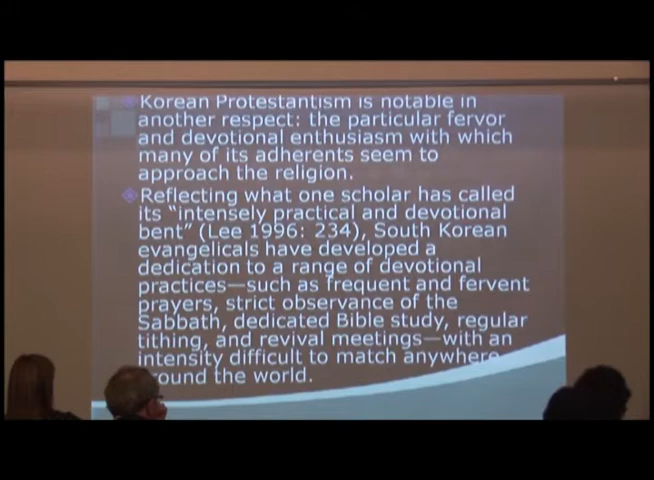 Korean Protestantism is notable in
another respect: the particular fervor
and devotional enthusiasm with which
many of its adherents seem to
approach the religion.
Reflecting what one scholar has called
its “intensely practical and devotional
bent” (Lee 1996: 234), South Korean
evangelicals have developed a
dedication to a range of devotional
practices—such as frequent and fervent
prayers, strict observance of the
Sabbath, dedicated Bible study, regular
tithing, and revival meetings—with an
intensity difficult to match anywhere
around the world.